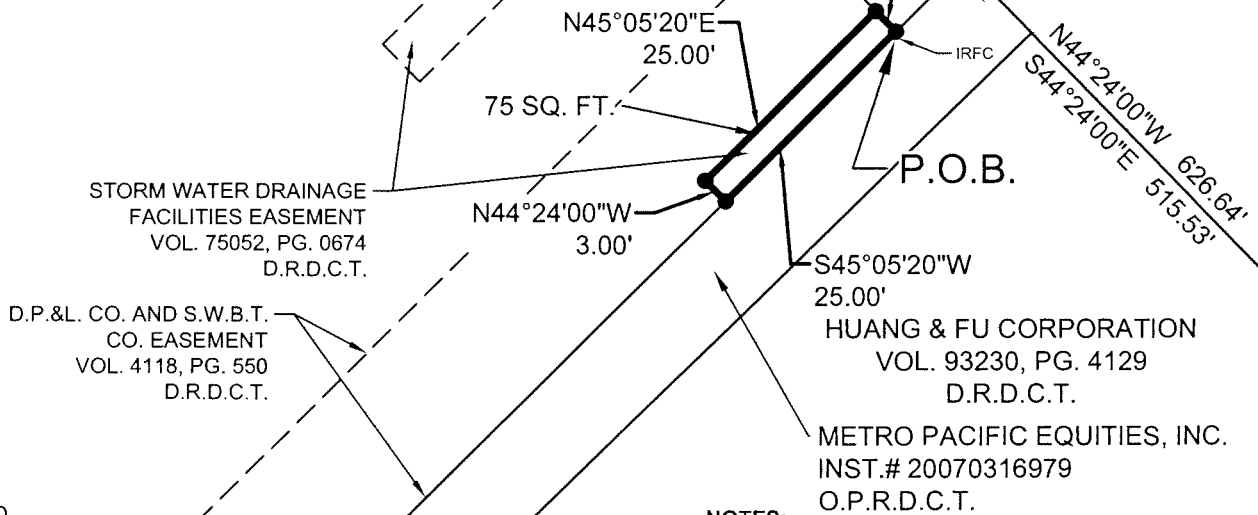 N45°05'20"E
25.00'
IRFC
N44°24'00"W 626.64'
S44°24'00"E 515.53'
75 SQ. FT.
P.O.B.
STORM WATER DRAINAGE
FACILITIES EASEMENT
VOL. 75052, PG. 0674
D.R.D.C.T.
N44°24'00"W
3.00'
S45°05'20"W
25.00'
D.P.&L. CO. AND S.W.B.T.
CO. EASEMENT
VOL. 4118, PG. 550
D.R.D.C.T.
HUANG & FU CORPORATION
VOL. 93230, PG. 4129
D.R.D.C.T.
METRO PACIFIC EQUITIES, INC.
INST.# 20070316979
O.P.R.D.C.T.